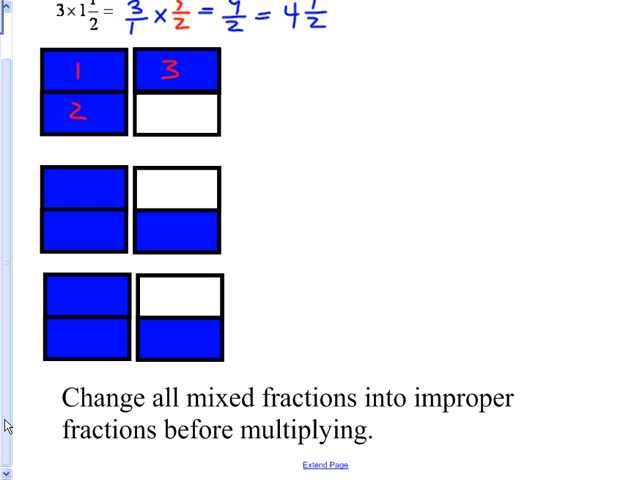 3 × 1 1/2 = 3/1 × 3/2 = 9/2 = 4 1/2
1 3
2
Change all mixed fractions into improper
fractions before multiplying.
Extend Page